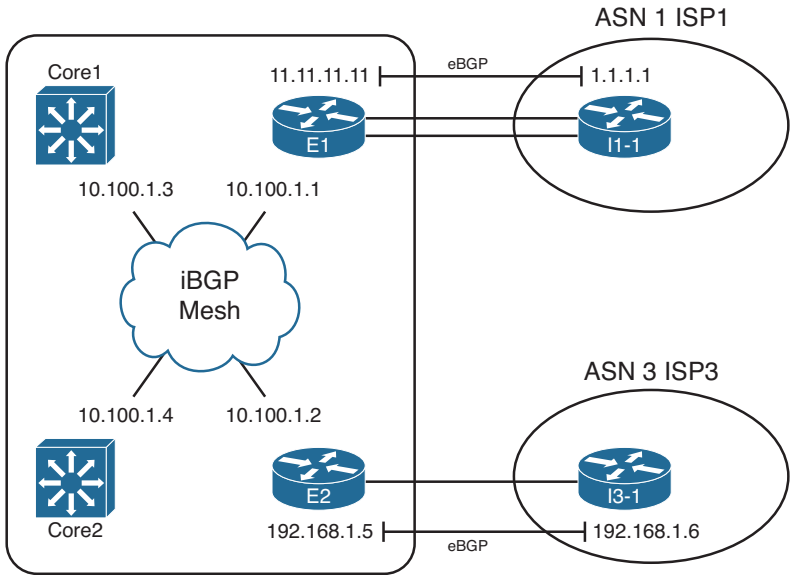 ASN 1 ISP1
Core1
11.11.11.11
eBGP
1.1.1.1
E1
I1-1
10.100.1.3
10.100.1.1
iBGP
Mesh
ASN 3 ISP3
10.100.1.4
10.100.1.2
E2
I3-1
Core2
192.168.1.5
eBGP
192.168.1.6